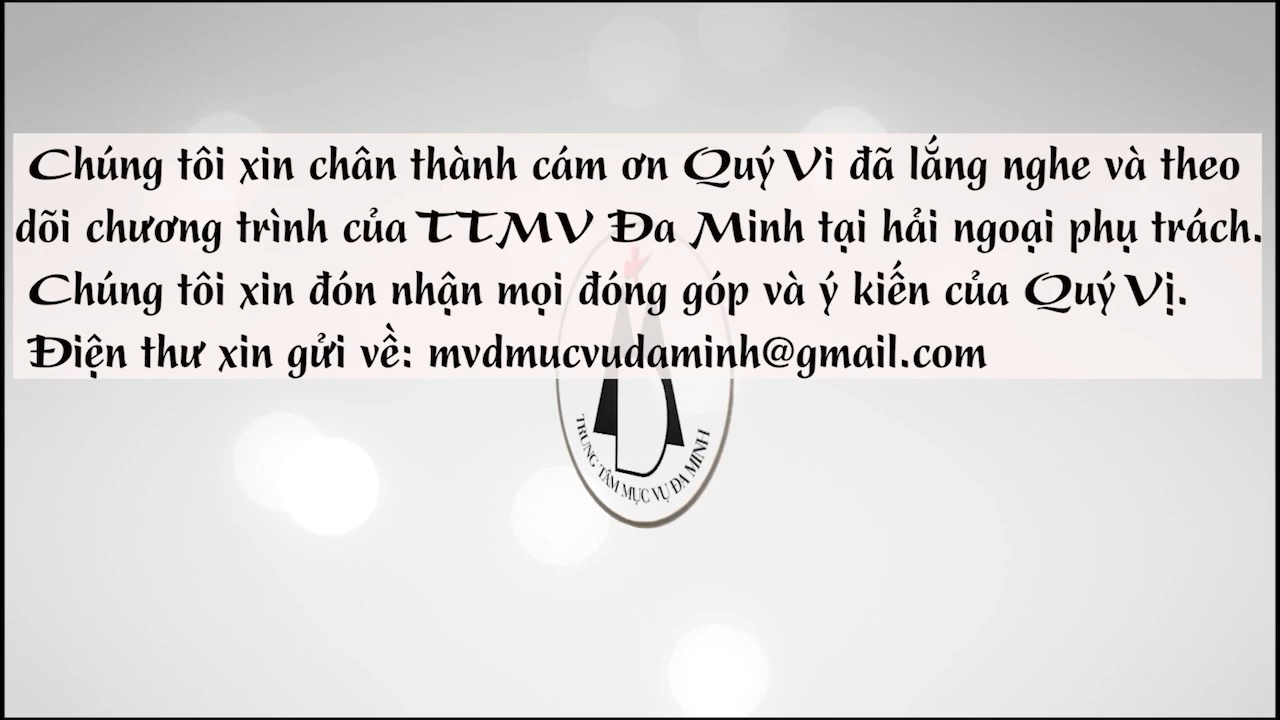 Chúng tôi xin chân thành cám ơn Quý Vi đã lắng nghe và theo
dõi chương trình của TTMV Đa Minh tại hải ngoại phụ trách.
Chúng tôi xin đón nhận mọi đóng góp và ý kiến của Quý Vị.
Điện thư xin gửi về: mvdmucvudaminh@gmail.com
TRUNG TÂM MỤC VỤ ĐA MINH